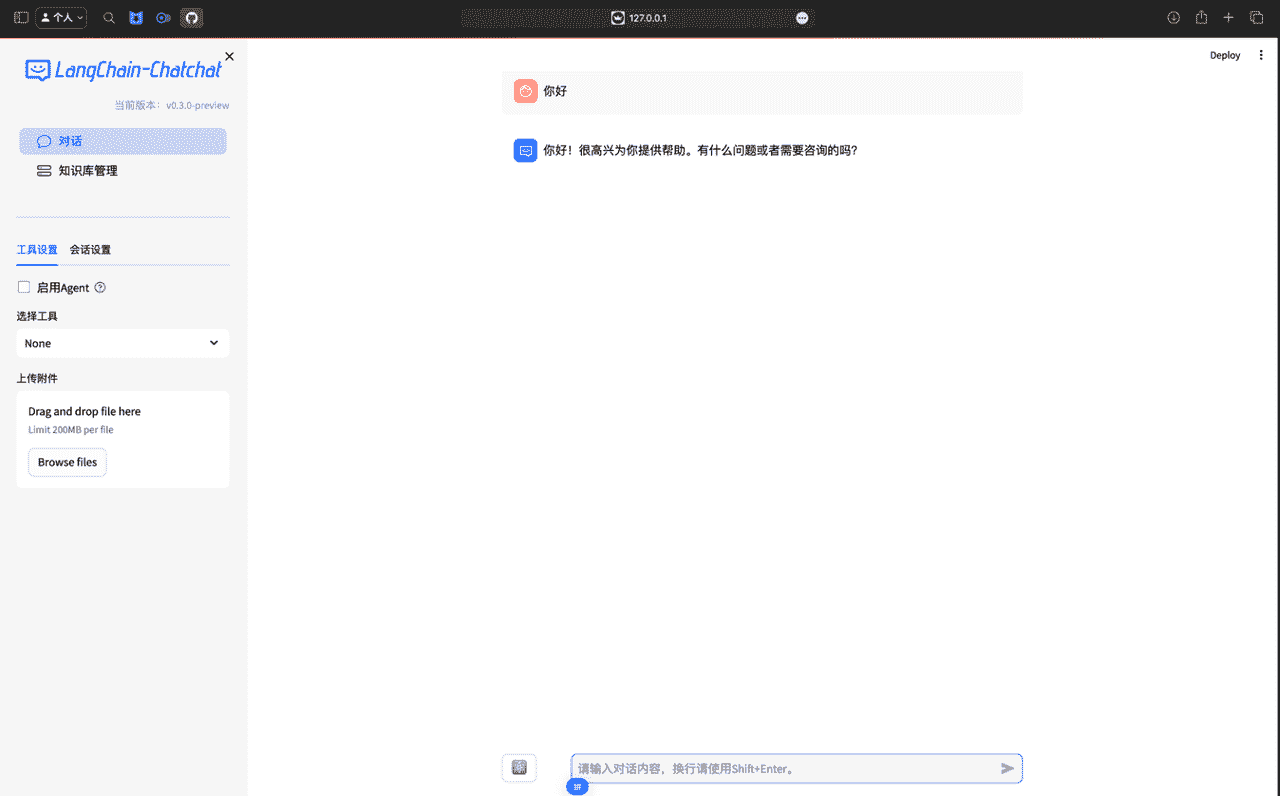 个人
127.0.0.1
LangChain-Chatchat
当前版本：v0.3.0-preview
对话
知识库管理
工具设置 会话设置
启用Agent
选择工具
None
上传附件
Drag and drop file here
Limit 200MB per file
Browse files
Deploy
你好
你好！很高兴为你提供帮助。有什么问题或者需要咨询的吗？
请输入对话内容，换行请使用Shift+Enter。
拼